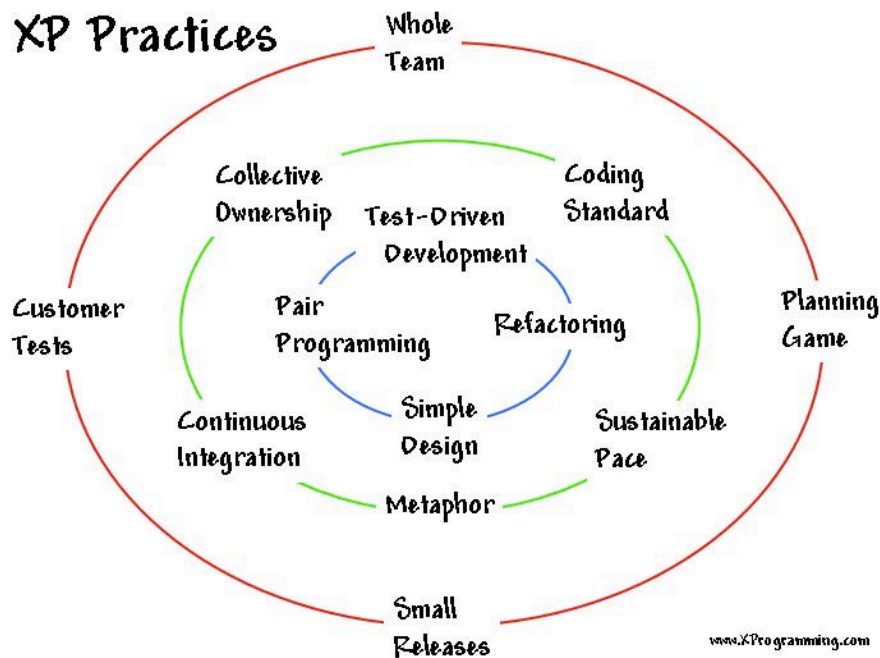 XP Practices
Whole
Team
Collective
Ownership
Coding
Standard
Test-Driven
Development
Customer
Tests
Pair
Programming
Refactoring
Planning
Game
Continuous
Integration
Simple
Design
Sustainable
Pace
Metaphor
Small
Releases
www.XProgramming.com